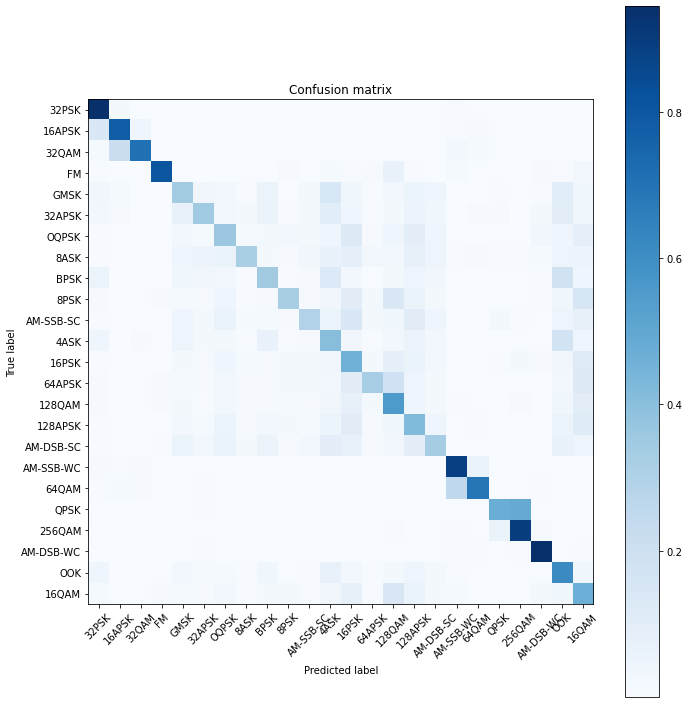 Confusion matrix
True label
32PSK
16APSK
32QAM
FM
GMSK
32APSK
OQPSK
8ASK
BPSK
8PSK
AM-SSB-SC
4ASK
16PSK
64APSK
128QAM
128APSK
AM-DSB-SC
AM-SSB-WC
64QAM
QPSK
256QAM
AM-DSB-WC
OOK
16QAM
32PSK
16APSK
32QAM
FM
GMSK
32APSK
OQPSK
8ASK
BPSK
8PSK
AM-SSB-SC
4ASK
16PSK
64APSK
128QAM
128APSK
AM-DSB-SC
AM-SSB-WC
64QAM
QPSK
256QAM
AM-DSB-WC
OOK
16QAM
Predicted label
0.8
0.6
0.4
0.2